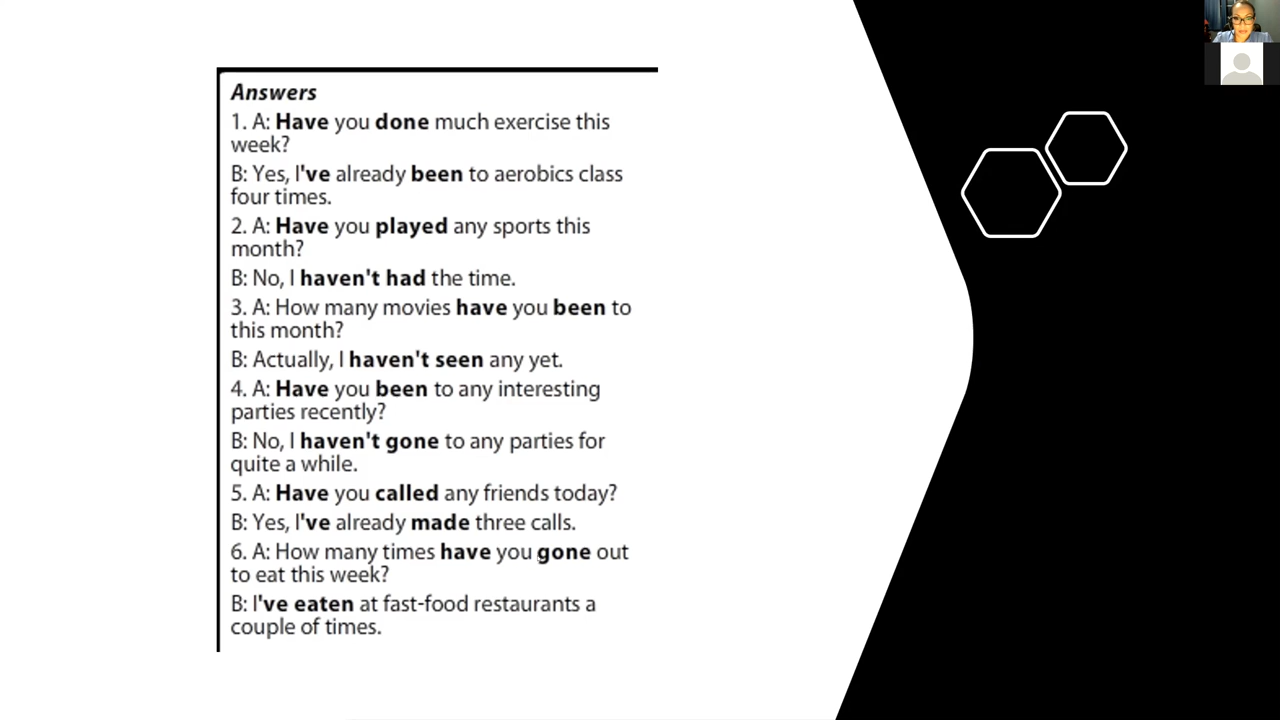 Answers
1. A: Have you done much exercise this
week?
B: Yes, I've already been to aerobics class
four times.
2. A: Have you played any sports this
month?
B: No, I haven't had the time.
3. A: How many movies have you been to
this month?
B: Actually, I haven't seen any yet.
4. A: Have you been to any interesting
parties recently?
B: No, I haven't gone to any parties for
quite a while.
5. A: Have you called any friends today?
B: Yes, I've already made three calls.
6. A: How many times have you gone out
to eat this week?
B: I've eaten at fast-food restaurants a
couple of times.